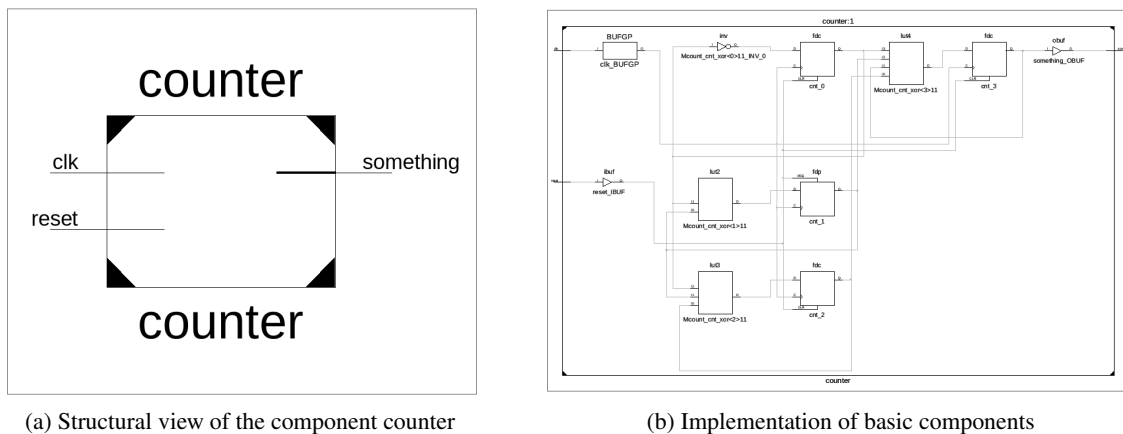 counter
clk
something
reset
counter
counter:1
BUFGP
clk_BUFGP
inv
Mcount_cnt_xor<0>11_INV_0
fdc
cnt_0
lut4
Mcount_cnt_xor<3>11
fdc
cnt_3
obuf
something_OBUF
ibuf
reset_IBUF
lut2
Mcount_cnt_xor<1>11
fdp
cnt_1
lut3
Mcount_cnt_xor<2>11
fdc
cnt_2
counter
(a) Structural view of the component counter
(b) Implementation of basic components